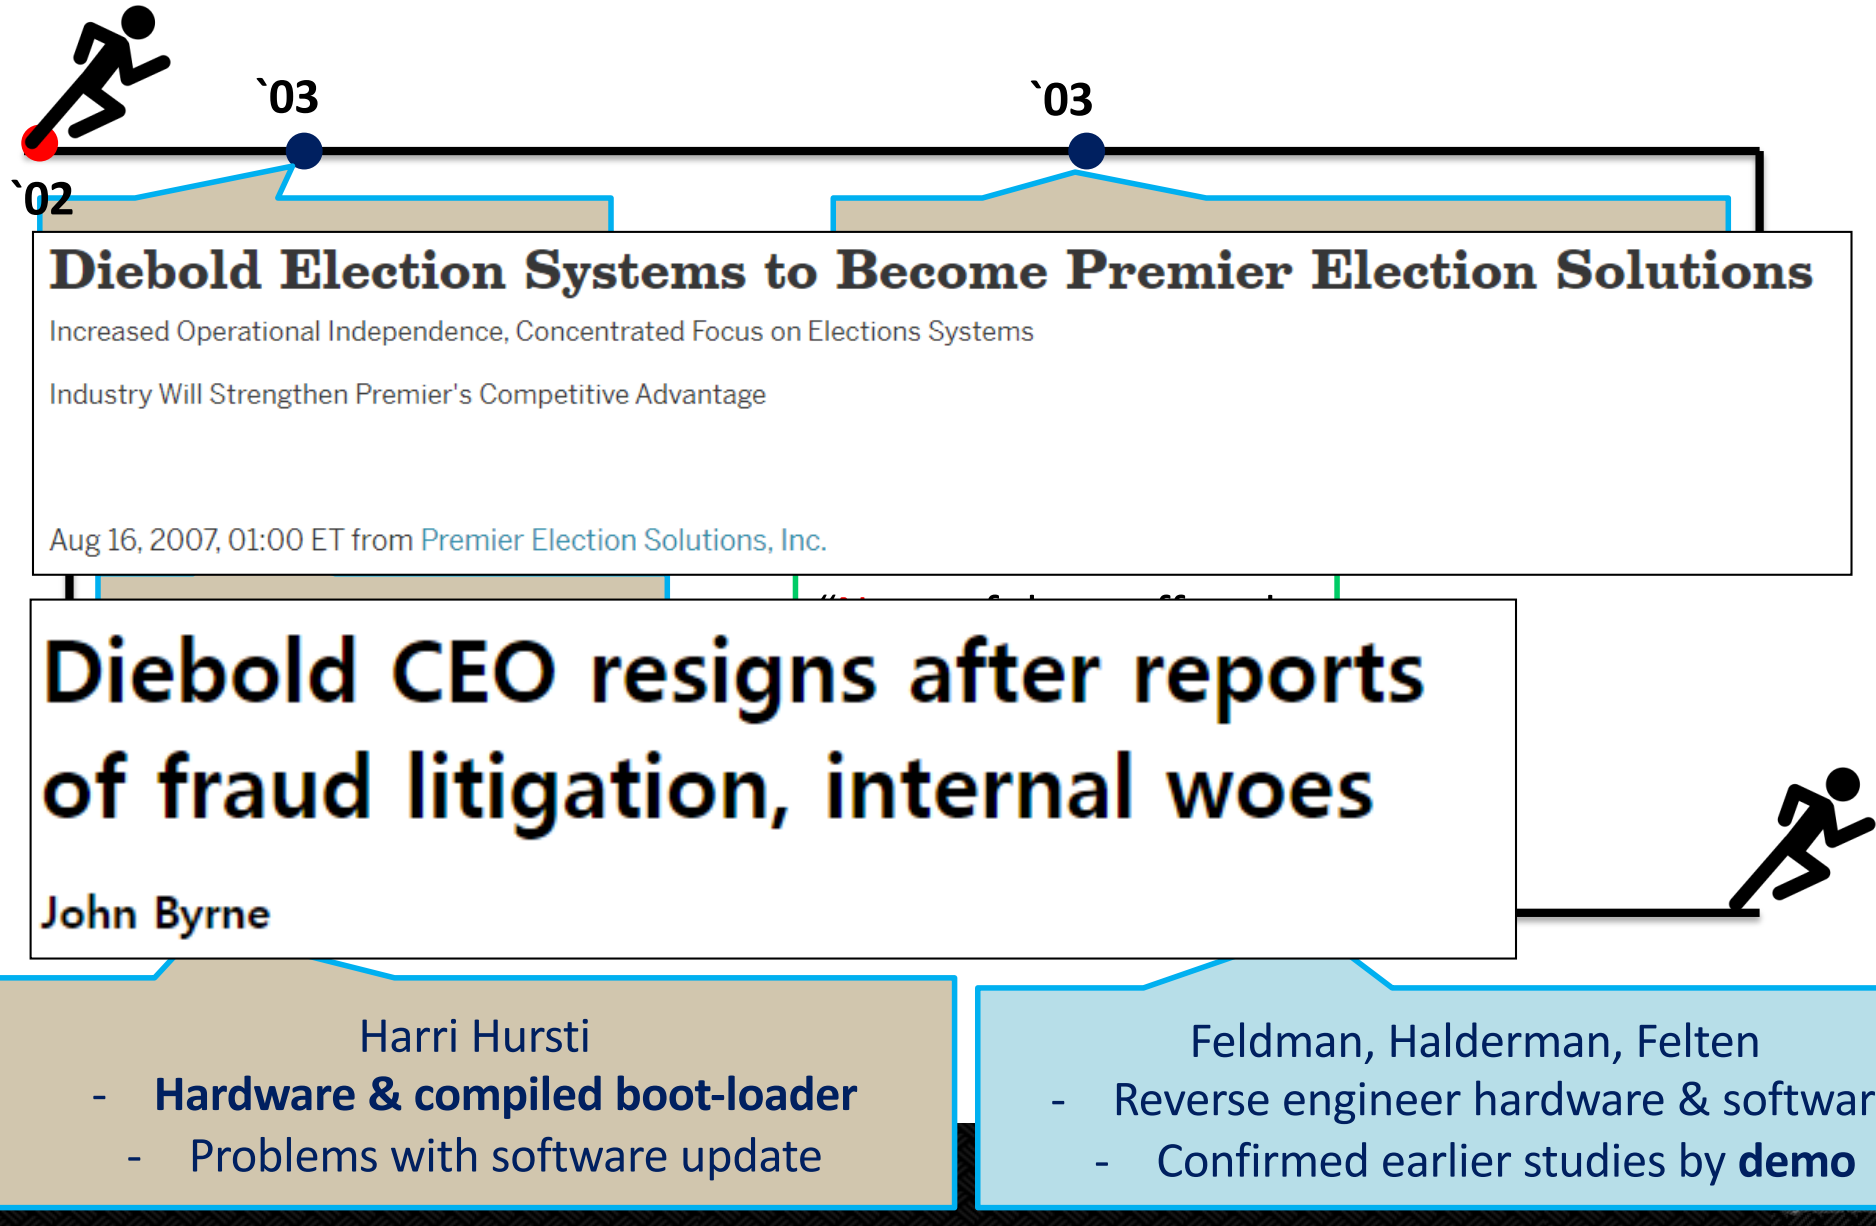 `03
`03
`02
Diebold Election Systems to Become Premier Election Solutions
Increased Operational Independence, Concentrated Focus on Elections Systems
Industry Will Strengthen Premier's Competitive Advantage
Aug 16, 2007, 01:00 ET from Premier Election Solutions, Inc.
Diebold CEO resigns after reports
of fraud litigation, internal woes
John Byrne
Harri Hursti
- Hardware & compiled boot-loader
- Problems with software update
Feldman, Halderman, Felten
- Reverse engineer hardware & softwar
- Confirmed earlier studies by demo